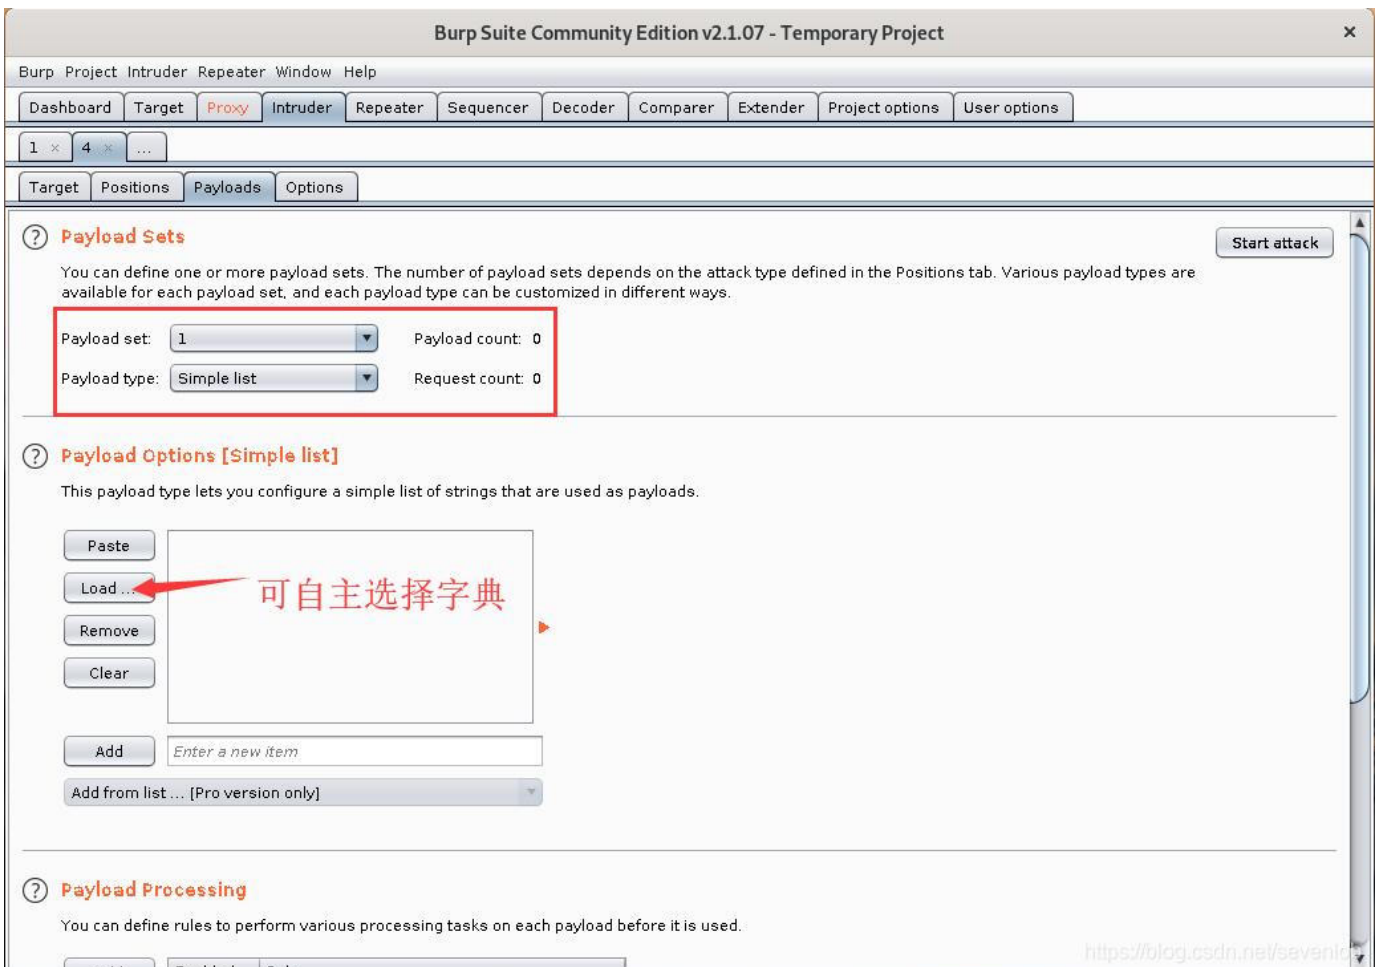 Burp Suite Community Edition v2.1.07 - Temporary Project ×
Burp Project Intruder Repeater Window Help
Dashboard Target Proxy Intruder Repeater Sequencer Decoder Comparer Extender Project options User options
1 × 4 × ...
Target Positions Payloads Options
? Payload Sets
Start attack
You can define one or more payload sets. The number of payload sets depends on the attack type defined in the Positions tab. Various payload types are
available for each payload set, and each payload type can be customized in different ways.
Payload set: 1 Payload count: 0
Payload type: Simple list Request count: 0
? Payload Options [Simple list]
This payload type lets you configure a simple list of strings that are used as payloads.
Paste
Load ...
可自主选择字典
Remove
Clear
Add Enter a new item
Add from list ... [Pro version only]
? Payload Processing
You can define rules to perform various processing tasks on each payload before it is used.